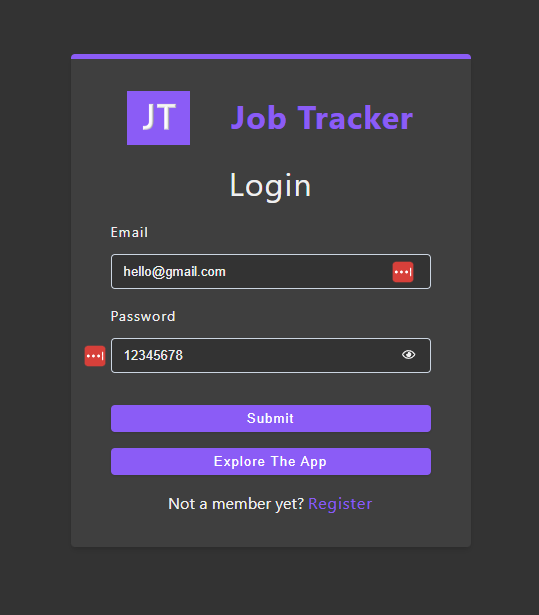 JT Job Tracker
Login
Email
hello@gmail.com
Password
12345678
Submit
Explore The App
Not a member yet? Register